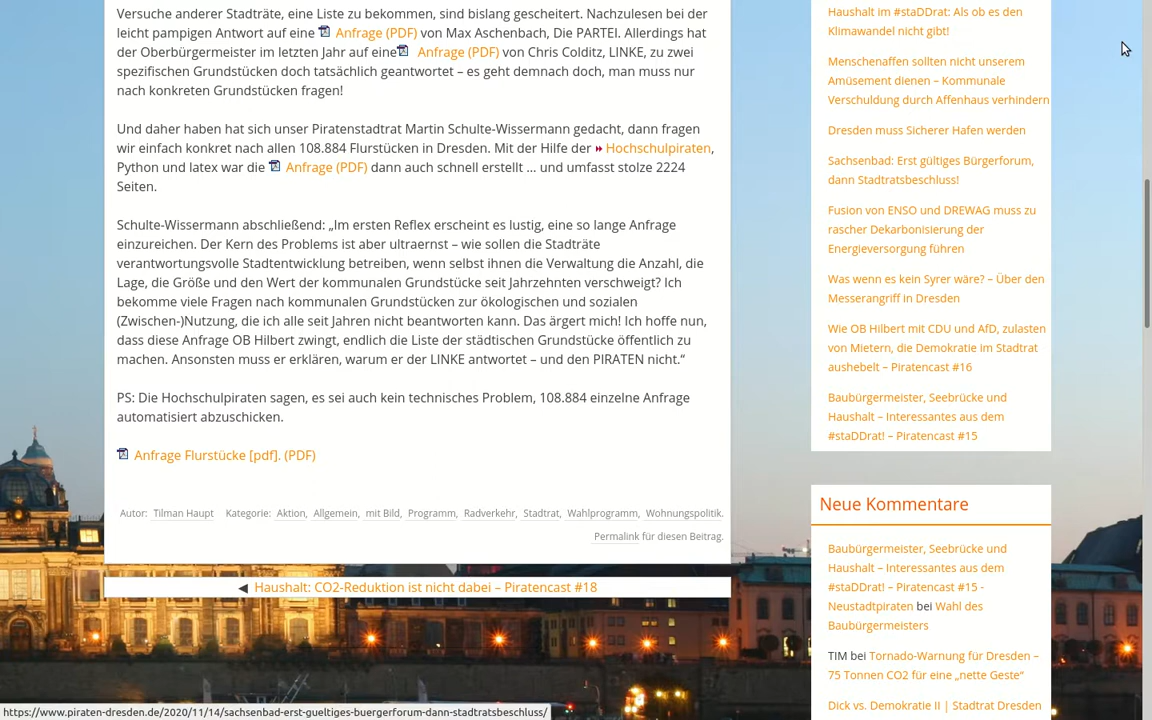 Versuche anderer Stadträte, eine Liste zu bekommen, sind bislang gescheitert. Nachzulesen bei der
leicht pampigen Antwort auf eine Anfrage (PDF) von Max Aschenbach, Die PARTEI. Allerdings hat
der Oberbürgermeister im letzten Jahr auf eine Anfrage (PDF) von Chris Colditz, LINKE, zu zwei
spezifischen Grundstücken doch tatsächlich geantwortet – es geht demnach doch, man muss nur
nach konkreten Grundstücken fragen!
Und daher haben hat sich unser Piratenstadtrat Martin Schulte-Wissermann gedacht, dann fragen
wir einfach konkret nach allen 108.884 Flurstücken in Dresden. Mit der Hilfe der Hochschulpiraten,
Python und latex war die Anfrage (PDF) dann auch schnell erstellt … und umfasst stolze 2224
Seiten.
Schulte-Wissermann abschließend: „Im ersten Reflex erscheint es lustig, eine so lange Anfrage
einzureichen. Der Kern des Problems ist aber ultraernst – wie sollen die Stadträte
verantwortungsvolle Stadtentwicklung betreiben, wenn selbst ihnen die Verwaltung die Anzahl, die
Lage, die Größe und den Wert der kommunalen Grundstücke seit Jahrzehnten verschweigt? Ich
bekomme viele Fragen nach kommunalen Grundstücken zur ökologischen und sozialen
(Zwischen-)Nutzung, die ich alle seit Jahren nicht beantworten kann. Das ärgert mich! Ich hoffe nun,
dass diese Anfrage OB Hilbert zwingt, endlich die Liste der städtischen Grundstücke öffentlich zu
machen. Ansonsten muss er erklären, warum er der LINKE antwortet – und den PIRATEN nicht.“
PS: Die Hochschulpiraten sagen, es sei auch kein technisches Problem, 108.884 einzelne Anfrage
automatisiert abzuschicken.
Anfrage Flurstücke [pdf]. (PDF)
Autor: Tilman Haupt Kategorie: Aktion, Allgemein, mit Bild, Programm, Radverkehr, Stadtrat, Wahlprogramm, Wohnungspolitik.
Permalink für diesen Beitrag.
◀ Haushalt: CO2-Reduktion ist nicht dabei – Piratencast #18
Haushalt im #staDDrat: Als ob es den
Klimawandel nicht gibt!
Menschenaffen sollten nicht unserem
Amüsement dienen – Kommunale
Verschuldung durch Affenhaus verhindern
Dresden muss Sicherer Hafen werden
Sachsenbad: Erst gültiges Bürgerforum,
dann Stadtratsbeschluss!
Fusion von ENSO und DREWAG muss zu
rascher Dekarbonisierung der
Energieversorgung führen
Was wenn es kein Syrer wäre? – Über den
Messerangriff in Dresden
Wie OB Hilbert mit CDU und AfD, zulasten
von Mietern, die Demokratie im Stadtrat
aushebelt – Piratencast #16
Baubürgermeister, Seebrücke und
Haushalt – Interessantes aus dem
#staDDrat! – Piratencast #15
Neue Kommentare
Baubürgermeister, Seebrücke und
Haushalt – Interessantes aus dem
#staDDrat! – Piratencast #15 -
Neustadtpiraten bei Wahl des
Baubürgermeisters
TIM bei Tornado-Warnung für Dresden –
75 Tonnen CO2 für eine „nette Geste“
Dick vs. Demokratie II | Stadtrat Dresden
https://www.piraten-dresden.de/2020/11/14/sachsenbad-erst-gueltiges-buergerforum-dann-stadtratsbeschluss/